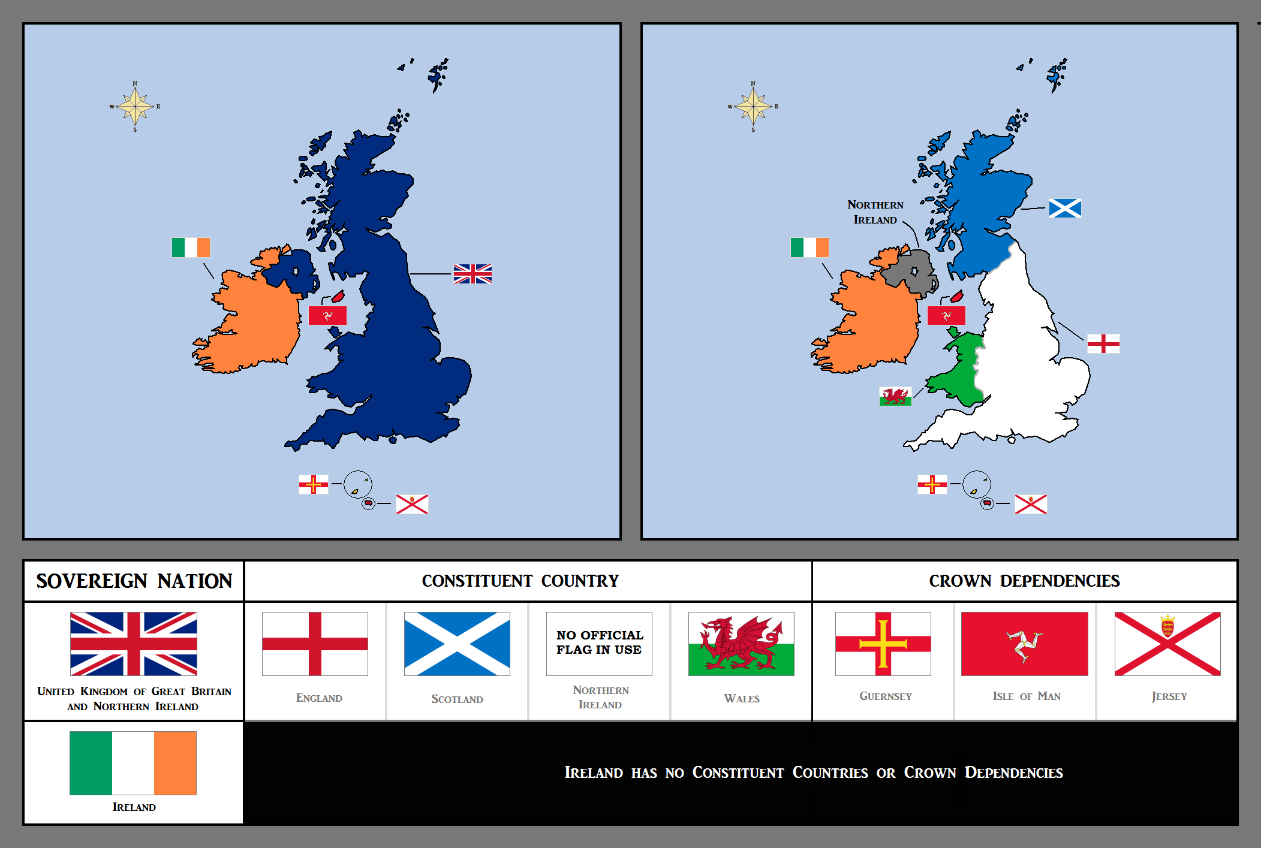 N
W E
S
N
W E
S
Northern
Ireland
SOVEREIGN NATION
CONSTITUENT COUNTRY
CROWN DEPENDENCIES
NO OFFICIAL
FLAG IN USE
United Kingdom of Great Britain
and Northern Ireland
England
Scotland
Northern
Ireland
Wales
Guernsey
Isle of Man
Jersey
Ireland has no Constituent Countries or Crown Dependencies
Ireland